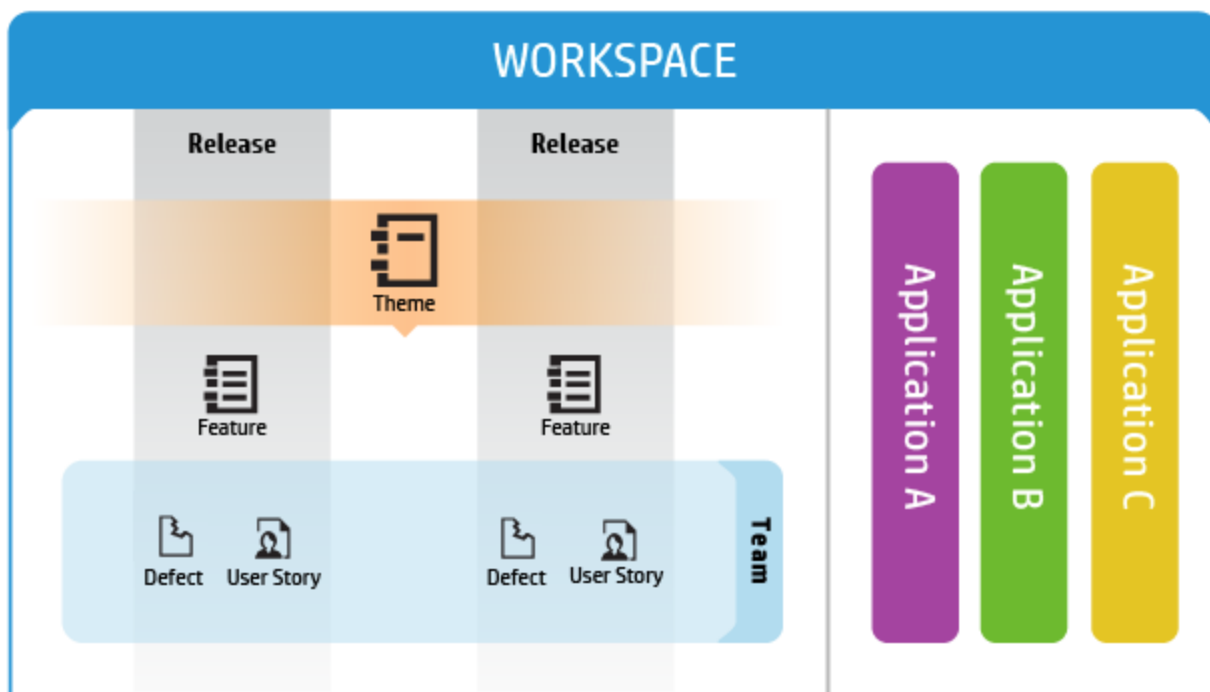 WORKSPACE
Release
Release
Theme
Feature
Feature
Defect
User Story
Defect
User Story
Team
Application A
Application B
Application C